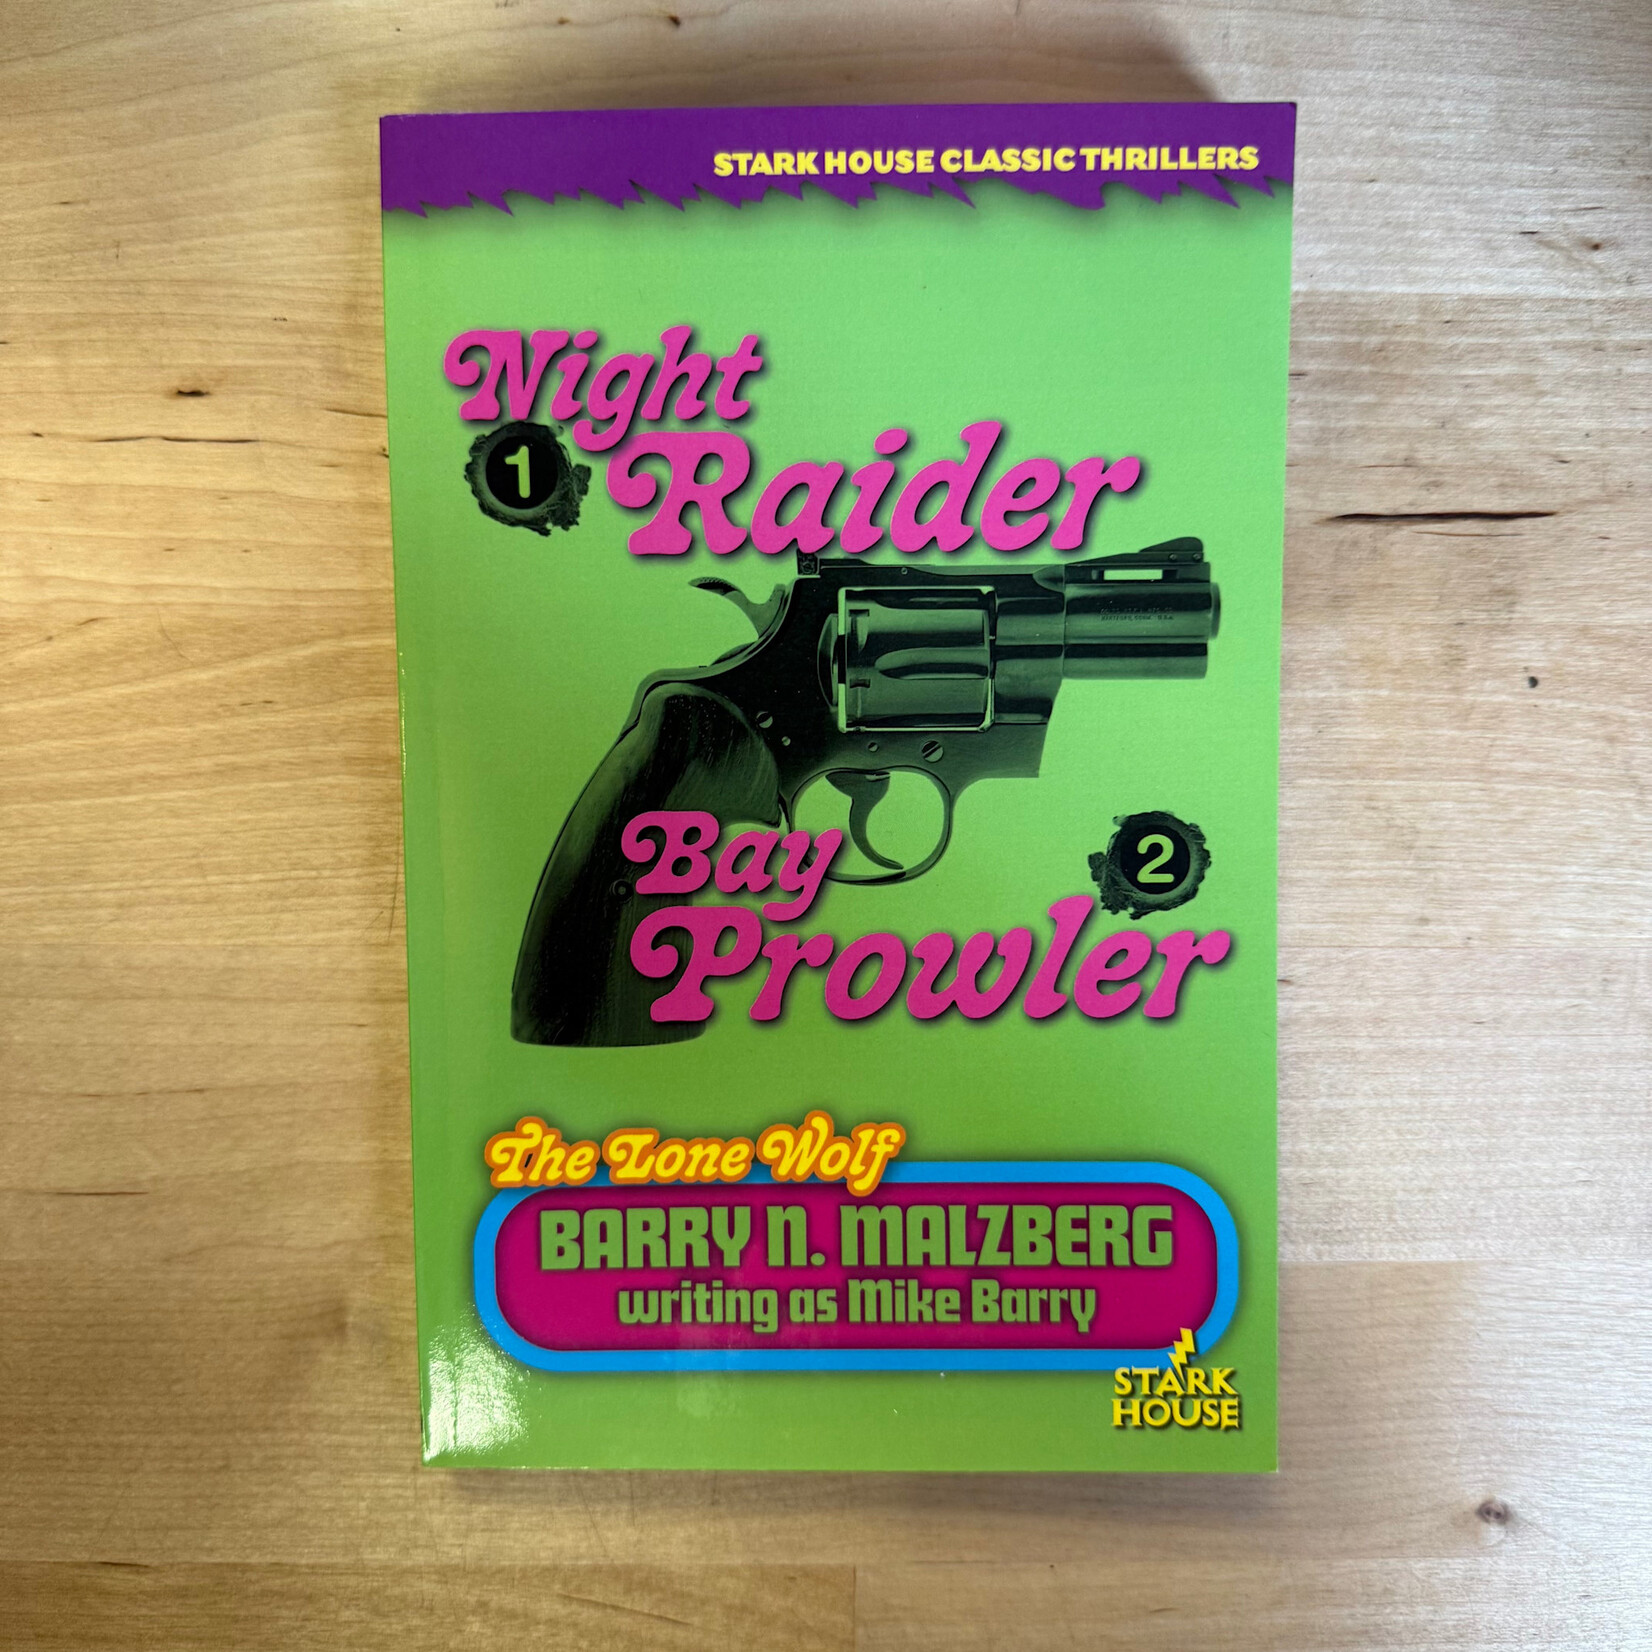 STARK HOUSE CLASSIC THRILLERS
Night
1
Raider
Bay
2
Prowler
The Lone Wolf
BARRY N. MALZBERG
writing as Mike Barry
STARK
HOUSE